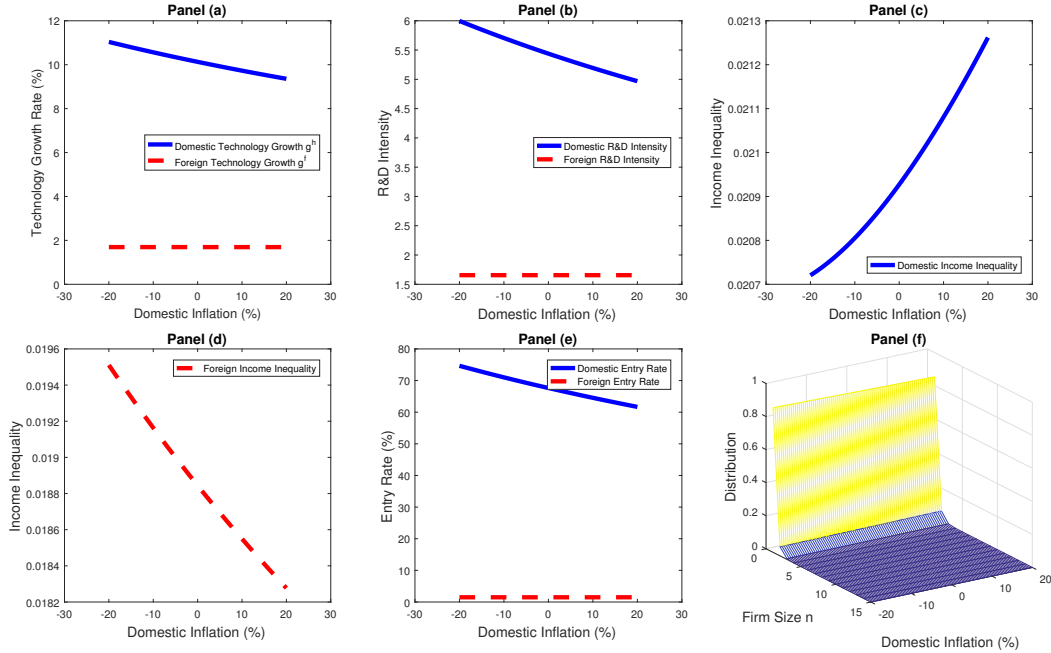 Panel (a)
12
10
8
6
4
2
0
Technology Growth Rate (%)
Domestic Technology Growth g^h
Foreign Technology Growth g^f
-30 -20 -10 0 10 20 30
Domestic Inflation (%)
Panel (b)
6
5.5
5
4.5
4
3.5
3
2.5
2
1.5
R&D Intensity
Domestic R&D Intensity
Foreign R&D Intensity
-30 -20 -10 0 10 20 30
Domestic Inflation (%)
Panel (c)
0.0213
0.0212
0.0211
0.021
0.0209
0.0208
0.0207
Income Inequality
Domestic Income Inequality
-30 -20 -10 0 10 20 30
Domestic Inflation (%)
Panel (d)
0.0196
0.0194
0.0192
0.019
0.0188
0.0186
0.0184
0.0182
Income Inequality
Foreign Income Inequality
-30 -20 -10 0 10 20 30
Domestic Inflation (%)
Panel (e)
80
70
60
50
40
30
20
10
0
Entry Rate (%)
Domestic Entry Rate
Foreign Entry Rate
-30 -20 -10 0 10 20 30
Domestic Inflation (%)
Panel (f)
1
0.8
0.6
0.4
0.2
0
Distribution
0 5 10 15
Firm Size n
-20 -10 0 10 20
Domestic Inflation (%)